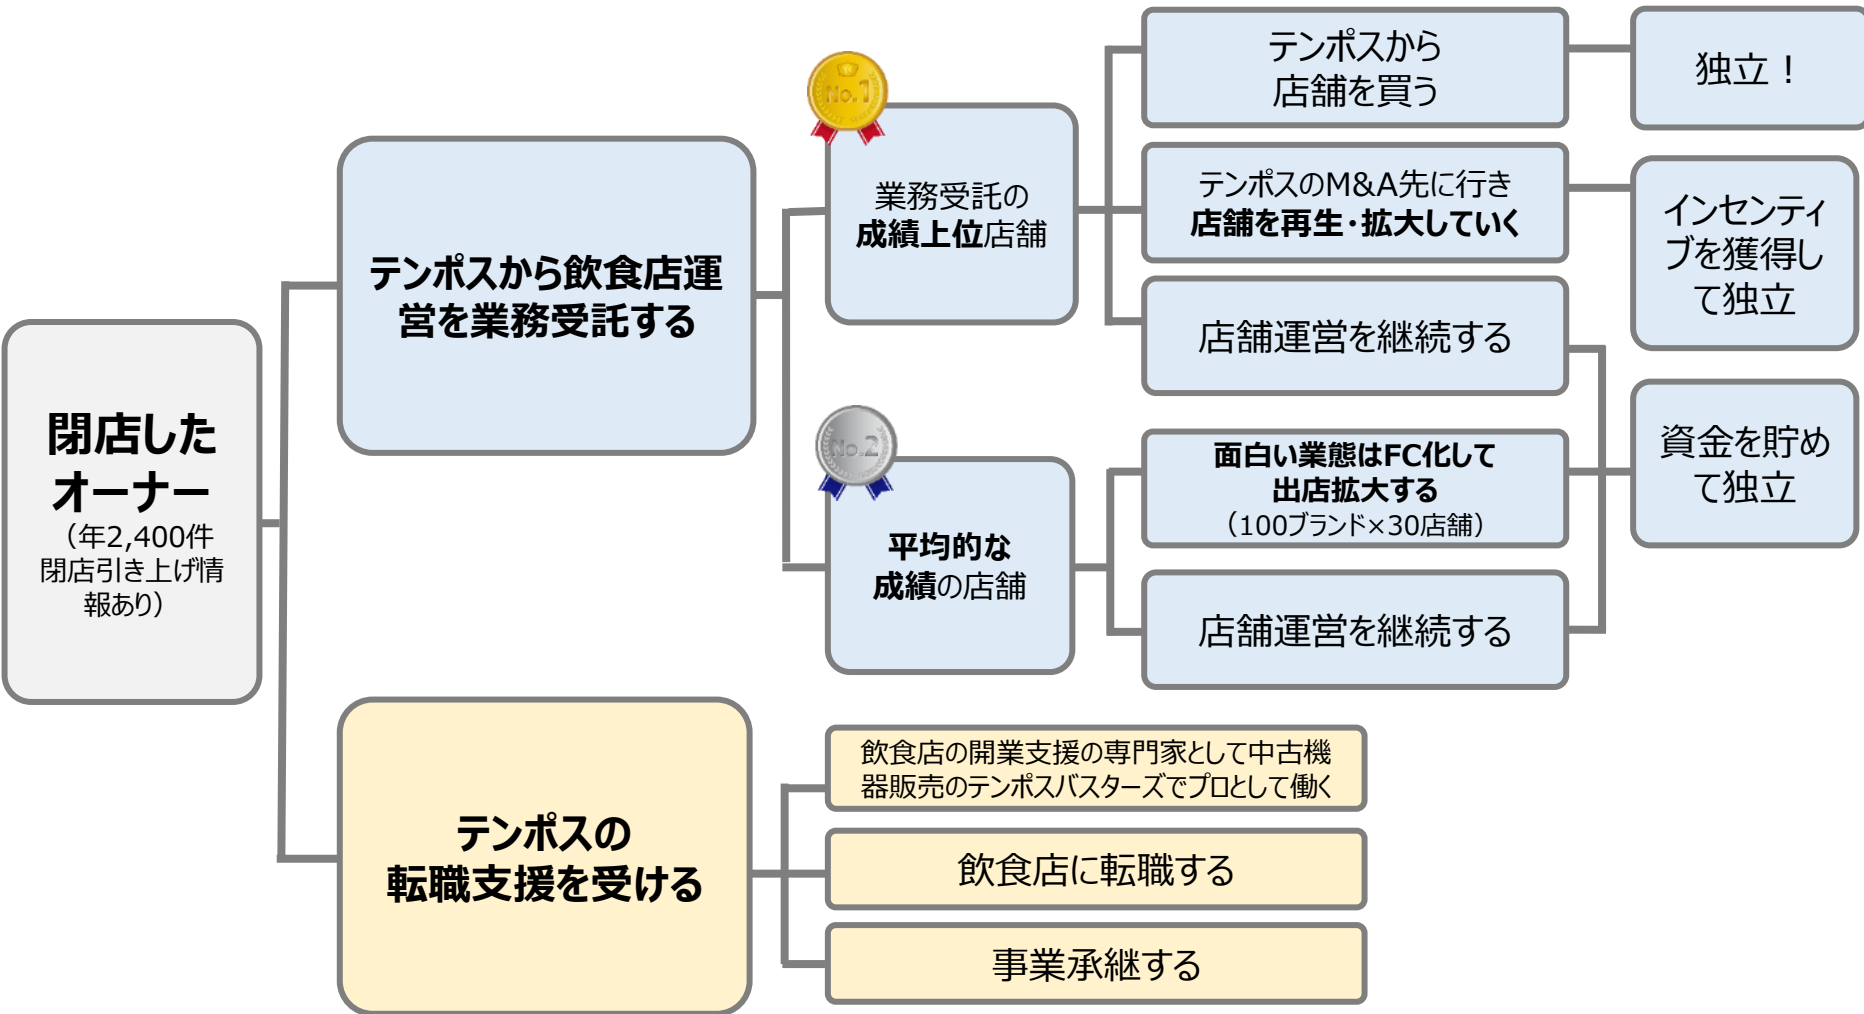 閉店した
オーナー
（年2,400件
閉店引き上げ情
報あり）
テンポスから飲食店運
営を業務受託する
No.1
業務受託の
成績上位店舗
テンポスから
店舗を買う
独立！
テンポスのM&A先に行き
店舗を再生・拡大していく
インセンティ
ブを獲得し
て独立
店舗運営を継続する
No.2
平均的な
成績の店舗
面白い業態はFC化して
出店拡大する
（100ブランド×30店舗）
資金を貯め
て独立
店舗運営を継続する
テンポスの
転職支援を受ける
飲食店の開業支援の専門家として中古機
器販売のテンポスバスターズでプロとして働く
飲食店に転職する
事業承継する